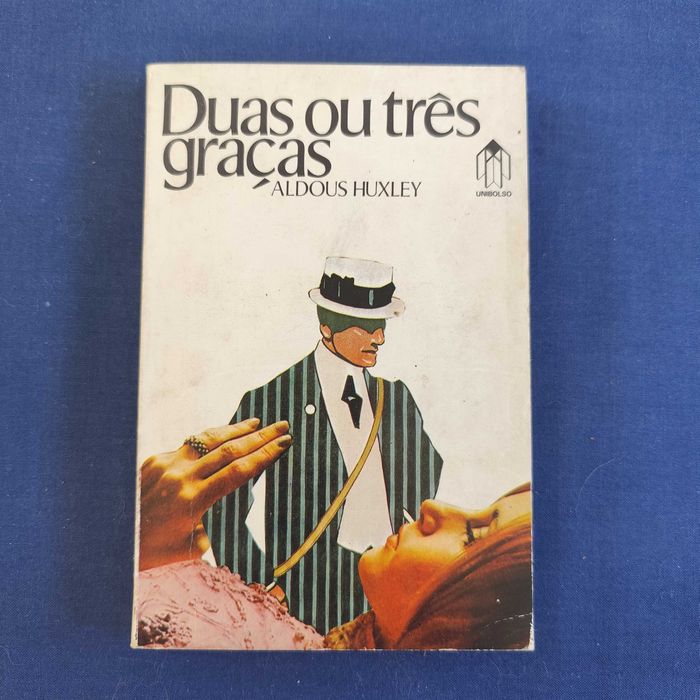 Duas ou três
graças
ALDOUS HUXLEY
UNIBOLSO